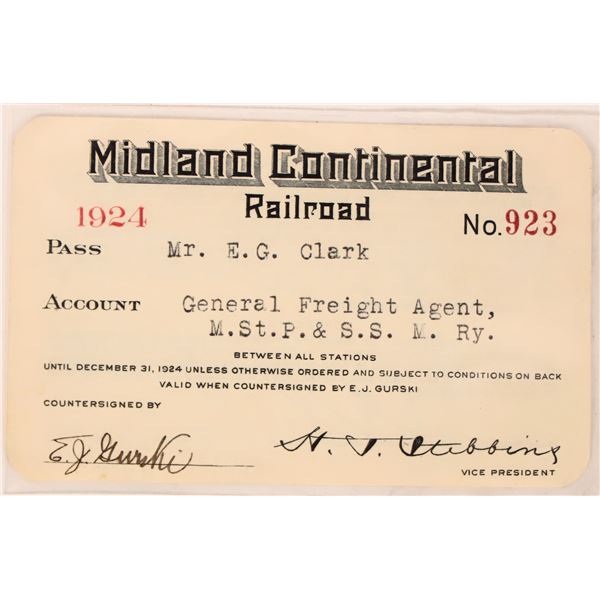 Midland Continental
Railroad
1924
No. 923
PASS Mr. E.G. Clark
ACCOUNT General Freight Agent,
M.St.P. & S.S. M. Ry.
BETWEEN ALL STATIONS
UNTIL DECEMBER 31, 1924 UNLESS OTHERWISE ORDERED AND SUBJECT TO CONDITIONS ON BACK
VALID WHEN COUNTERSIGNED BY E.J. GURSKI
COUNTERSIGNED BY
E.J. Gurski
H. T. Stebbins
VICE PRESIDENT